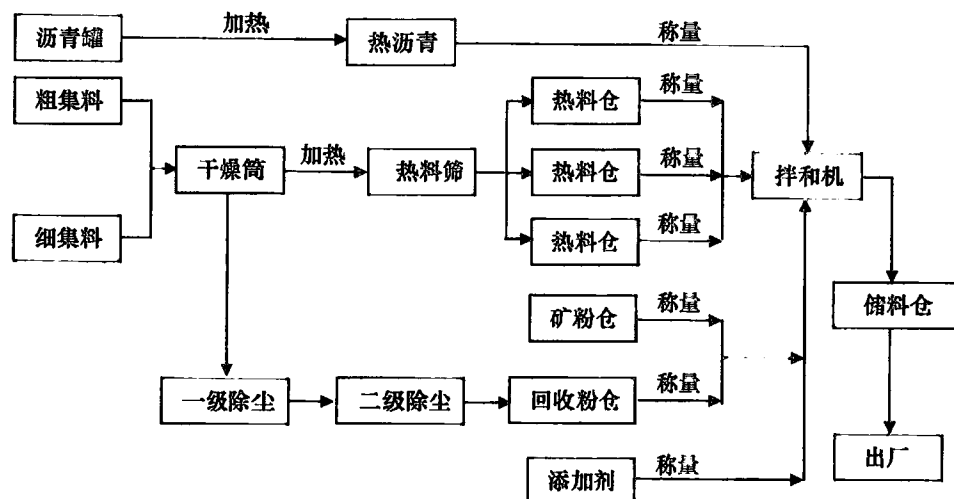 沥青罐
加热
热沥青
称量
粗集料
热料仓
称量
干燥筒
加热
热料筛
热料仓
称量
拌和机
细集料
热料仓
称量
矿粉仓
称量
储料仓
一级除尘
二级除尘
回收粉仓
称量
出厂
添加剂
称量